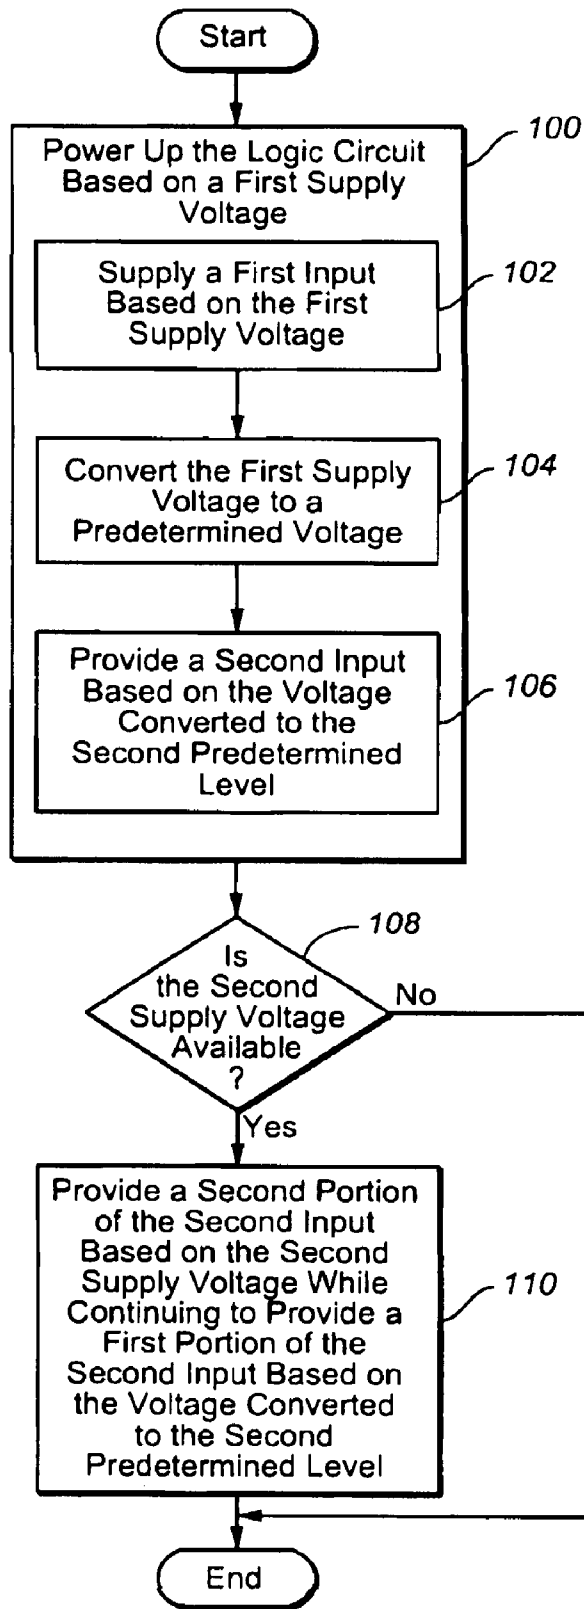 Start
100
Power Up the Logic Circuit
Based on a First Supply
Voltage
102
Supply a First Input
Based on the First
Supply Voltage
104
Convert the First Supply
Voltage to a
Predetermined Voltage
106
Provide a Second Input
Based on the Voltage
Converted to the
Second Predetermined
Level
108
Is
the Second
Supply Voltage
Available
?
No
Yes
110
Provide a Second Portion
of the Second Input
Based on the Second
Supply Voltage While
Continuing to Provide a
First Portion of the
Second Input Based on
the Voltage Converted
to the Second
Predetermined Level
End